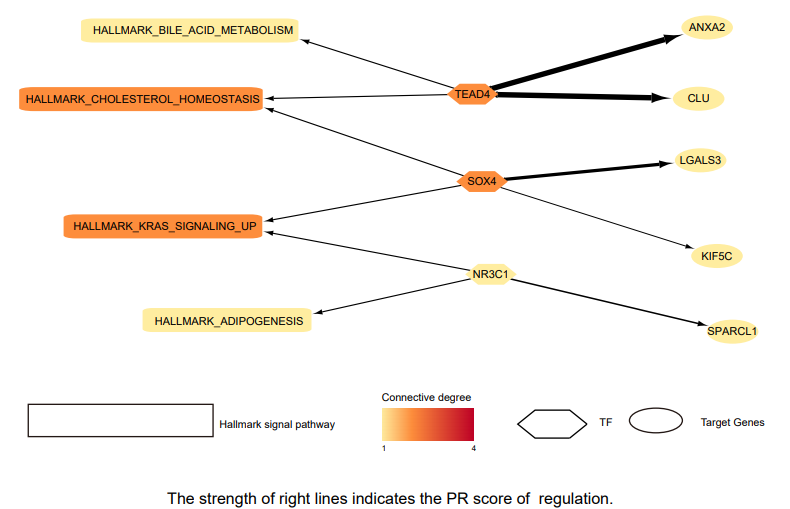 HALLMARK_BILE_ACID_METABOLISM
ANXA2
TEAD4
HALLMARK_CHOLESTEROL_HOMEOSTASIS
CLU
LGALS3
SOX4
HALLMARK_KRAS_SIGNALING_UP
KIF5C
NR3C1
HALLMARK_ADIPOGENESIS
SPARCL1
Hallmark signal pathway
Connective degree
1 4
TF
Target Genes
The strength of right lines indicates the PR score of regulation.